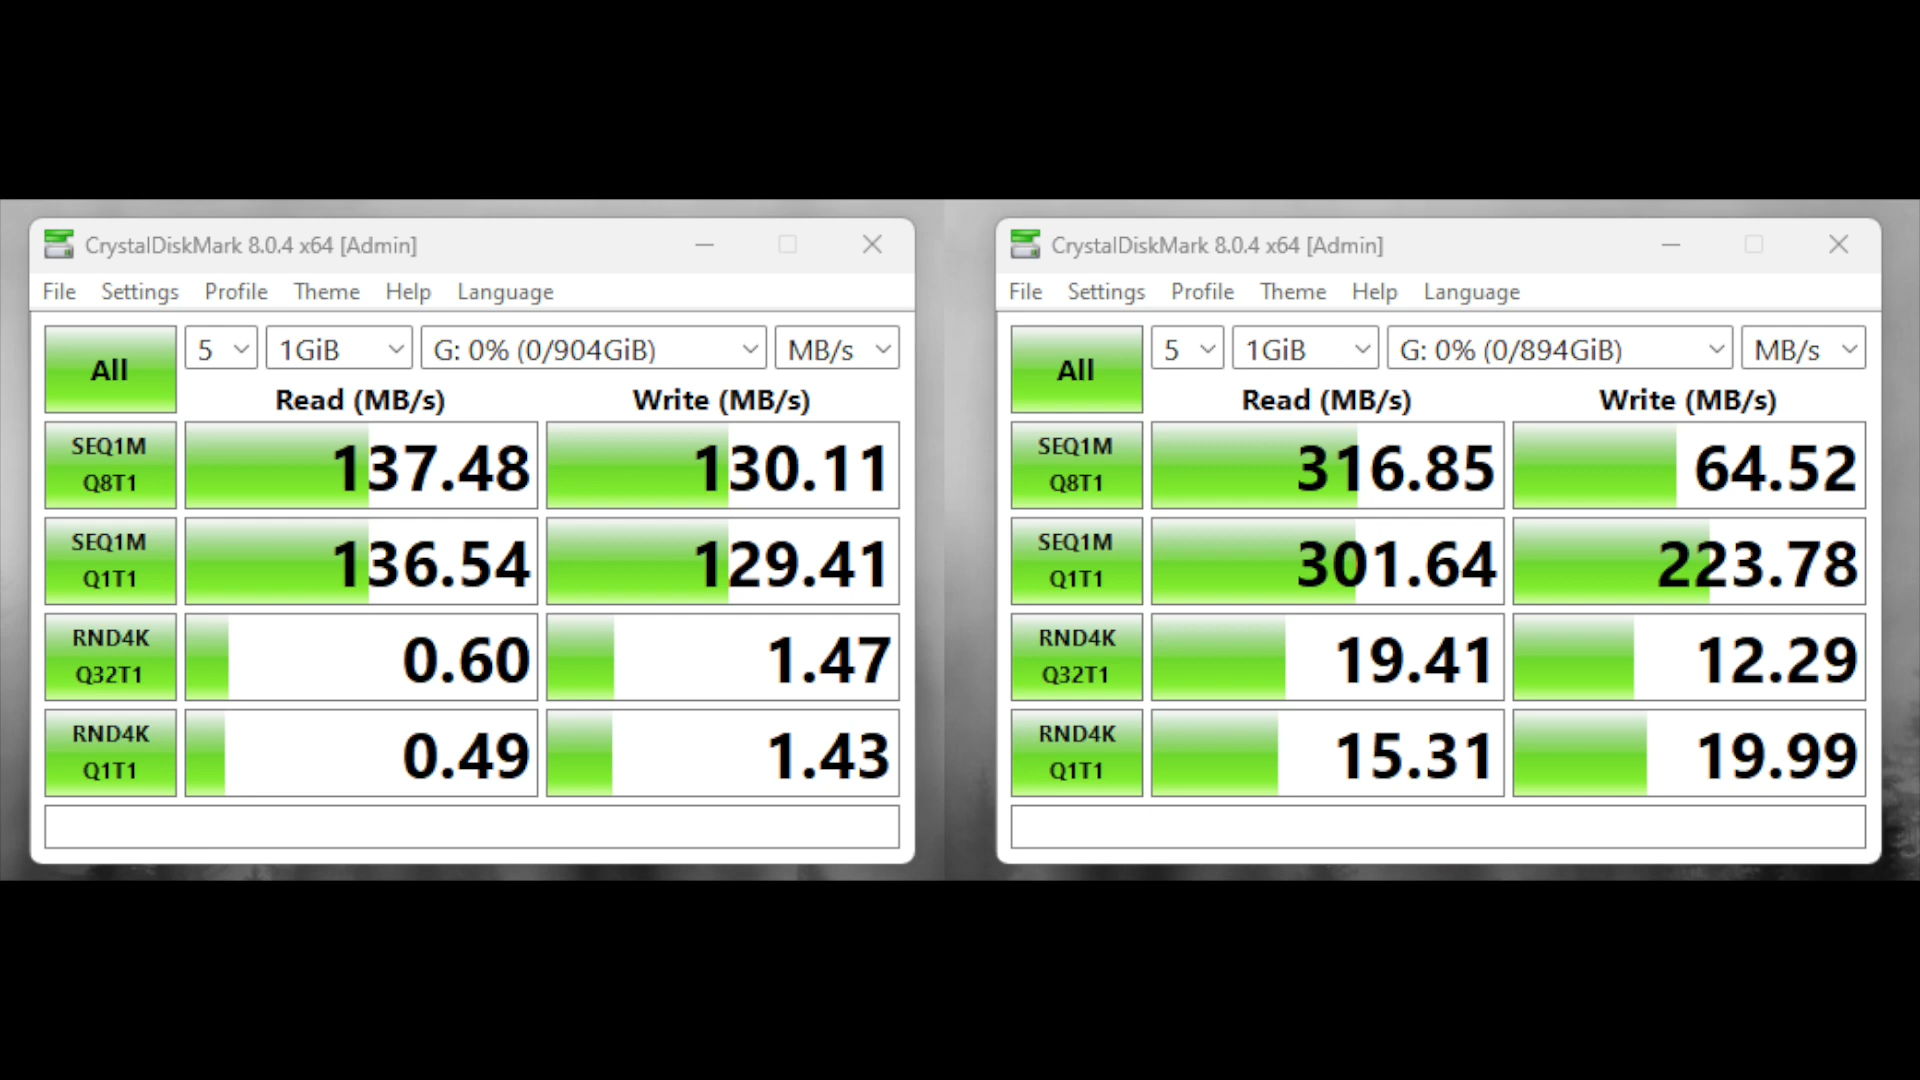 CrystalDiskMark 8.0.4 x64 [Admin]
File Settings Profile Theme Help Language
All 5 1GiB G: 0% (0/904GiB) MB/s
Read (MB/s) Write (MB/s)
SEQ1M
Q8T1 137.48 130.11
SEQ1M
Q1T1 136.54 129.41
RND4K
Q32T1 0.60 1.47
RND4K
Q1T1 0.49 1.43
CrystalDiskMark 8.0.4 x64 [Admin]
File Settings Profile Theme Help Language
All 5 1GiB G: 0% (0/894GiB) MB/s
Read (MB/s) Write (MB/s)
SEQ1M
Q8T1 316.85 64.52
SEQ1M
Q1T1 301.64 223.78
RND4K
Q32T1 19.41 12.29
RND4K
Q1T1 15.31 19.99